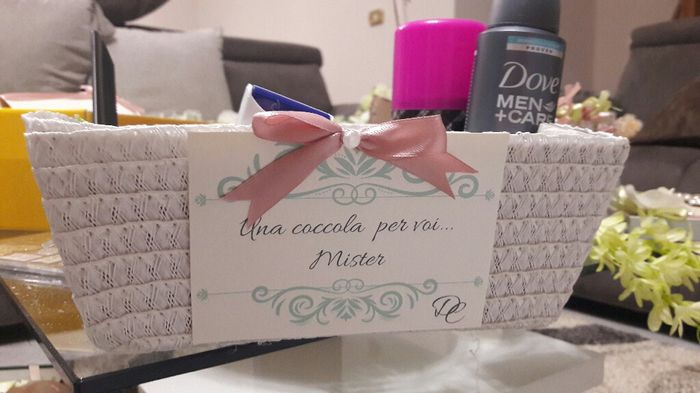 Dove
MEN
+CARE
Una coccola per voi...
Mister
DC